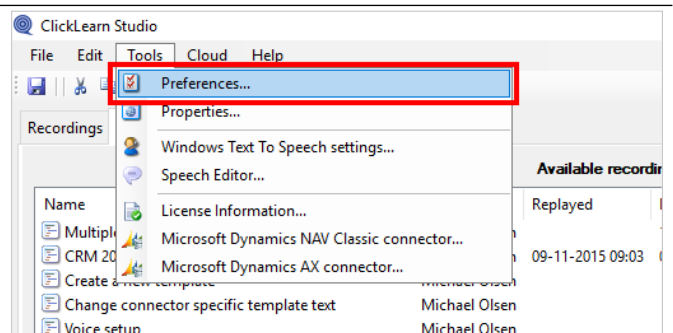 ClickLearn Studio
File Edit Tools Cloud Help
Preferences...
Properties...
Recordings
Windows Text To Speech settings...
Available
Speech Editor...
Name
Replayed
License Information...
Microsoft Dynamics NAV Classic connector...
CRM 20
09-11-2015 09:03
Microsoft Dynamics AX connector...
Create a new template Michael Olsen
Change connector specific template text Michael Olsen
Voice setup Michael Olsen